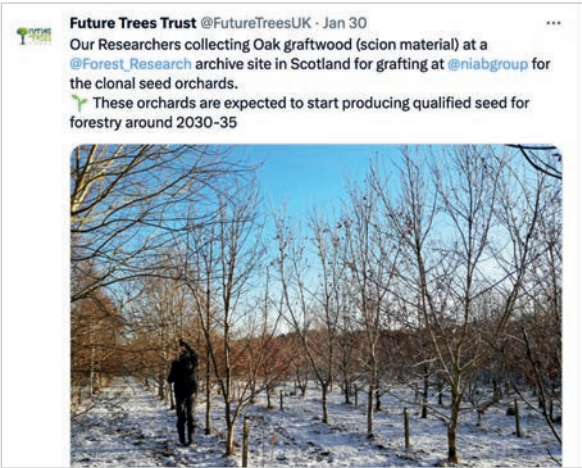 Future Trees Trust @FutureTreesUK · Jan 30 ...
FUTURE
TREES
Our Researchers collecting Oak graftwood (scion material) at a
@Forest_Research archive site in Scotland for grafting at @niabgroup for
the clonal seed orchards.
These orchards are expected to start producing qualified seed for
forestry around 2030-35